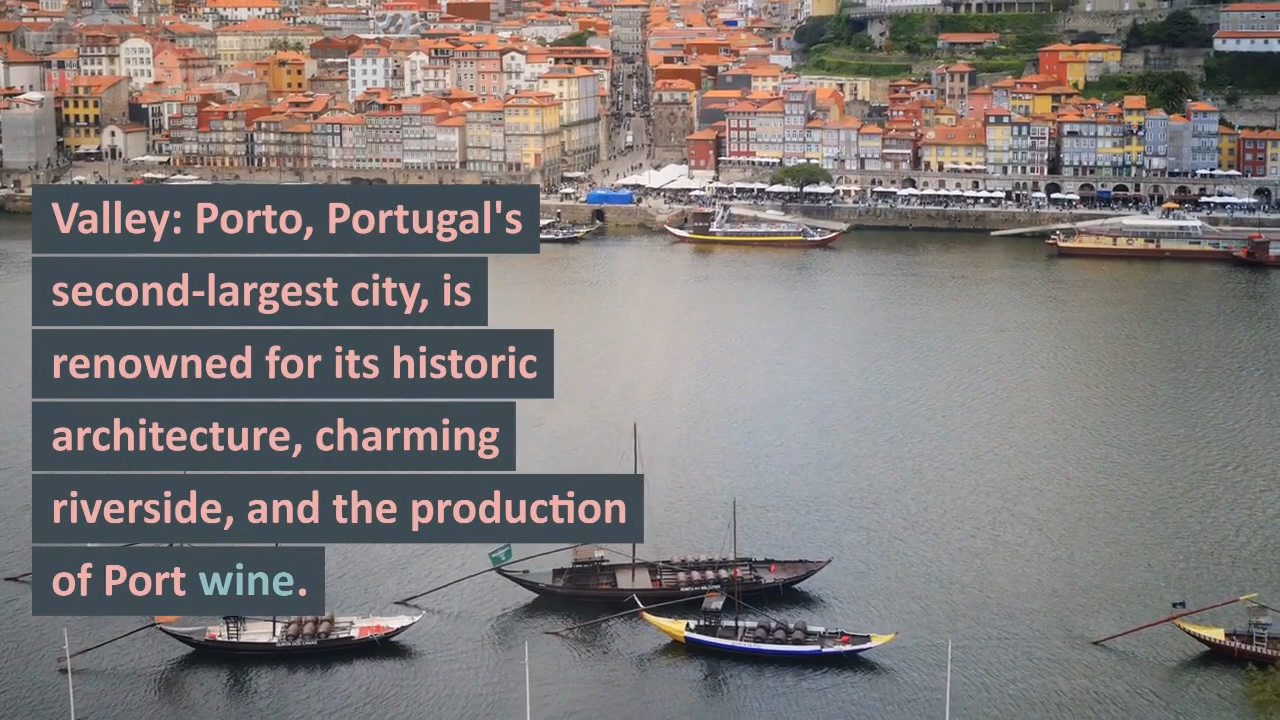 Valley: Porto, Portugal's
second-largest city, is
renowned for its historic
architecture, charming
riverside, and the production
of Port wine.